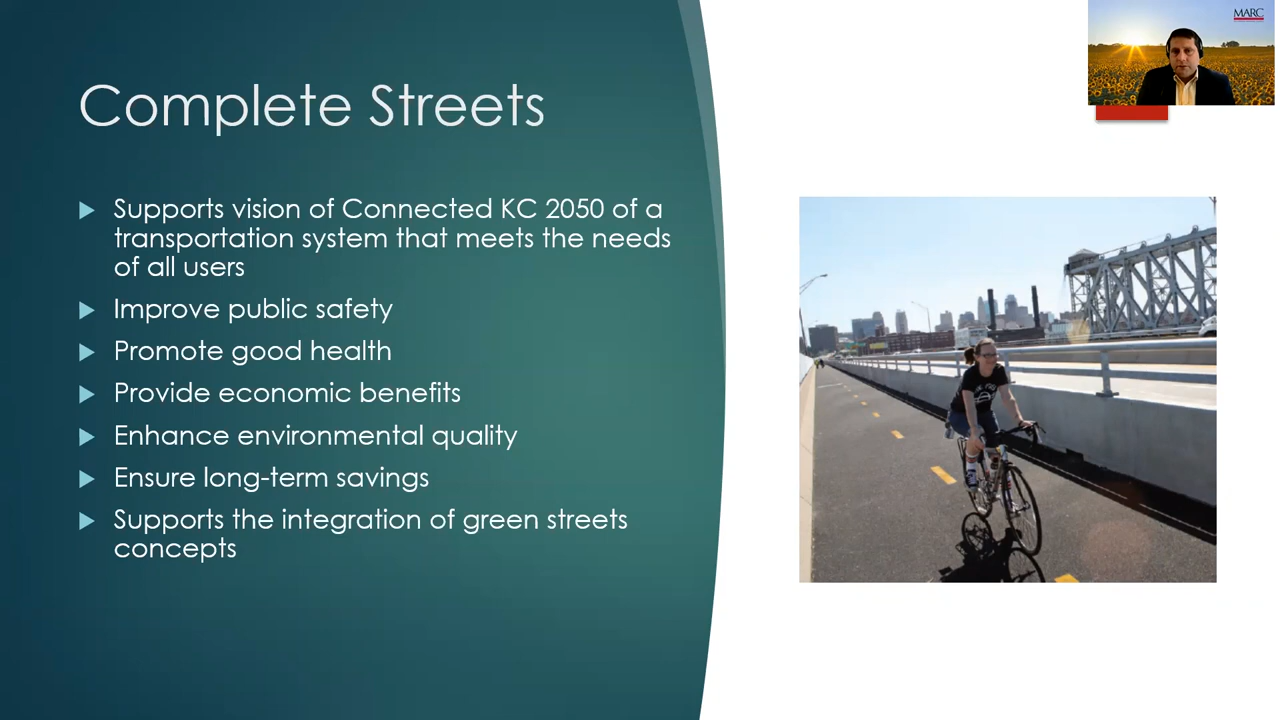 MARC
Complete Streets
Supports vision of Connected KC 2050 of a
transportation system that meets the needs
of all users
Improve public safety
Promote good health
Provide economic benefits
Enhance environmental quality
Ensure long-term savings
Supports the integration of green streets
concepts